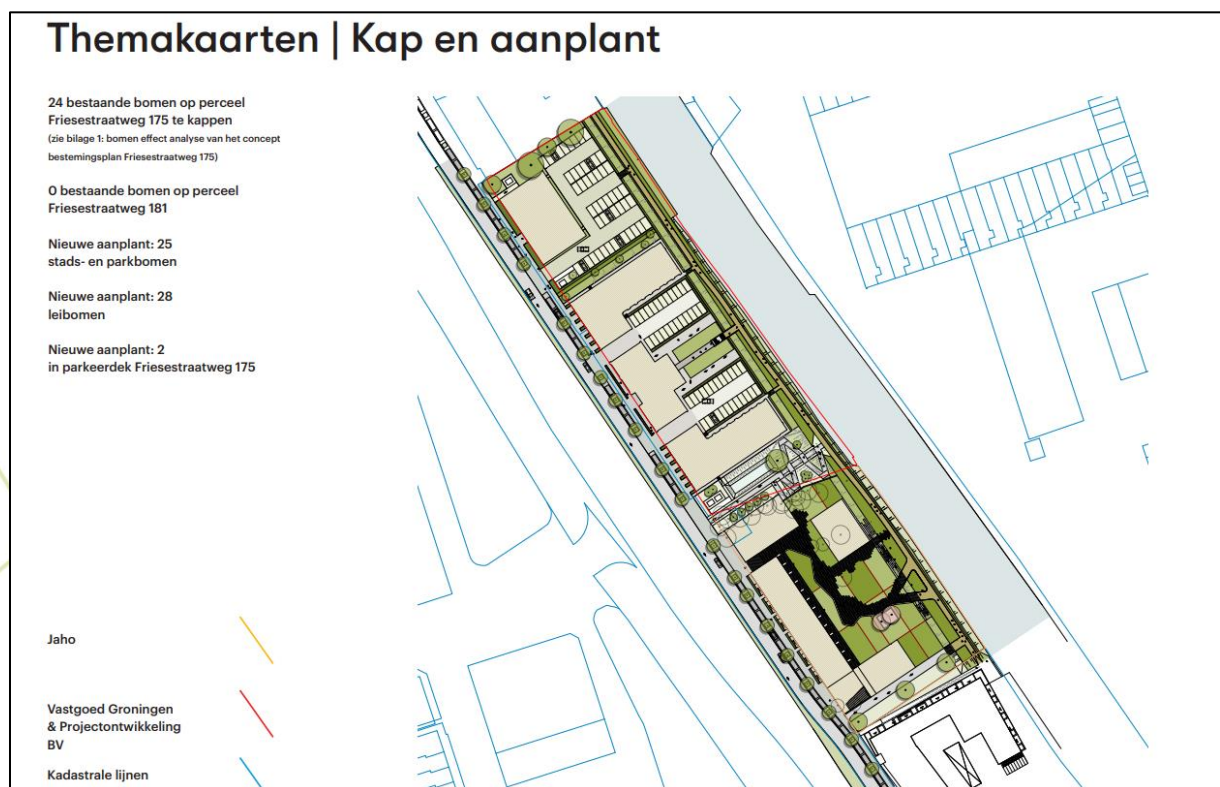 Themakaarten | Kap en aanplant
24 bestaande bomen op perceel
Friesestraatweg 175 te kappen
(zie bilage 1: bomen effect analyse van het concept
bestemingsplan Friesestraatweg 175)
0 bestaande bomen op perceel
Friesestraatweg 181
Nieuwe aanplant: 25
stads- en parkbomen
Nieuwe aanplant: 28
leibomen
Nieuwe aanplant: 2
in parkeerdek Friesestraatweg 175
Jaho
Vastgoed Groningen
& Projectontwikkeling
BV
Kadastrale lijnen